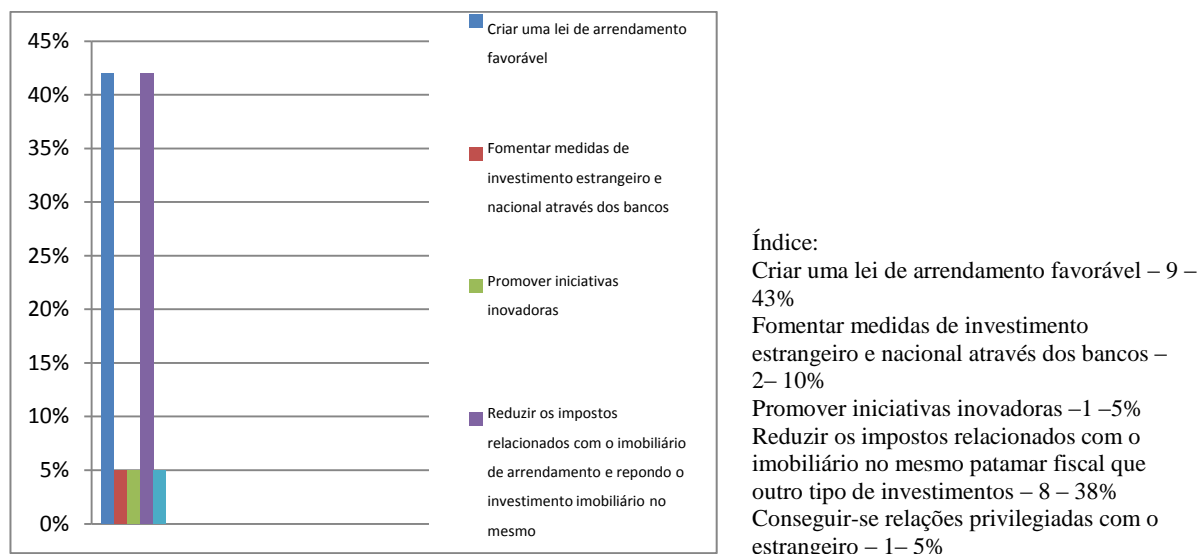 45%
40%
35%
30%
25%
20%
15%
10%
5%
0%
Criar uma lei de arrendamento
favorável
Fomentar medidas de
investimento estrangeiro e
nacional através dos bancos
Promover iniciativas
inovadoras
Reduzir os impostos
relacionados com o imobiliário
de arrendamento e repondo o
investimento imobiliário no
mesmo
Índice:
Criar uma lei de arrendamento favorável – 9 –
43%
Fomentar medidas de investimento
estrangeiro e nacional através dos bancos –
2– 10%
Promover iniciativas inovadoras –1 –5%
Reduzir os impostos relacionados com o
imobiliário no mesmo patamar fiscal que
outro tipo de investimentos – 8 – 38%
Conseguir-se relações privilegiadas com o
estrangeiro – 1– 5%